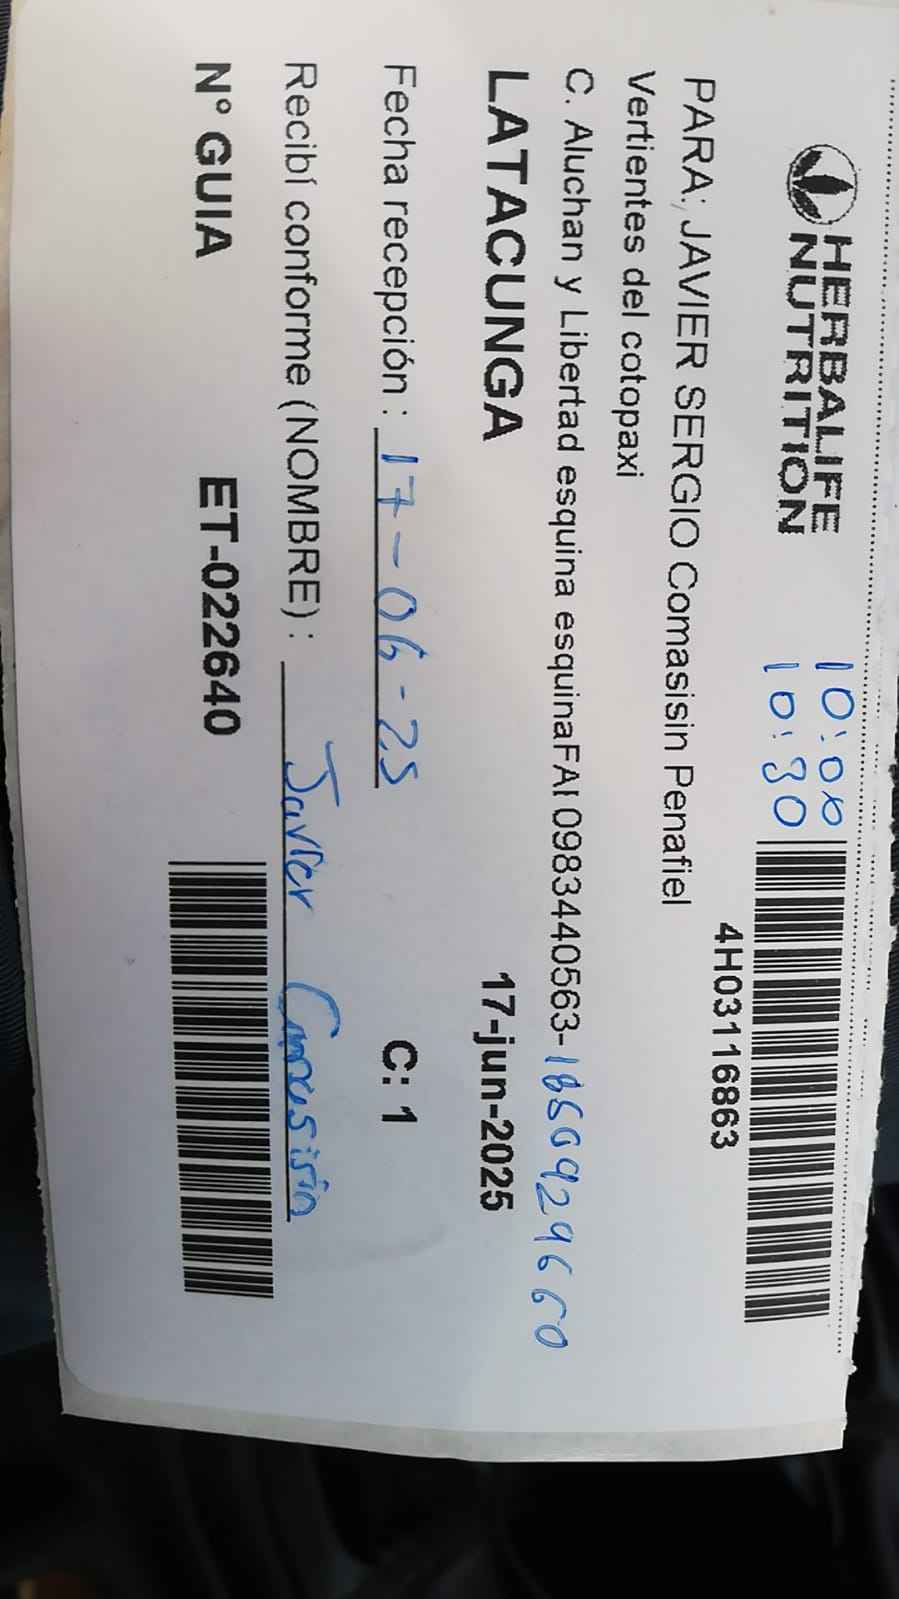 HERBALIFE
NUTRITION
10:00
10:30
4H03116863
PARA: JAVIER SERGIO Comasisin Penafiel
Vertientes del cotopaxi
C. Aluchan y Libertad esquina esquinaFAI 0983440563-
LATACUNGA 17-jun-2025
Fecha recepción : 17-06-25 C: 1
Recibí conforme (NOMBRE) : Javier Comasisin
N° GUIA ET-022640